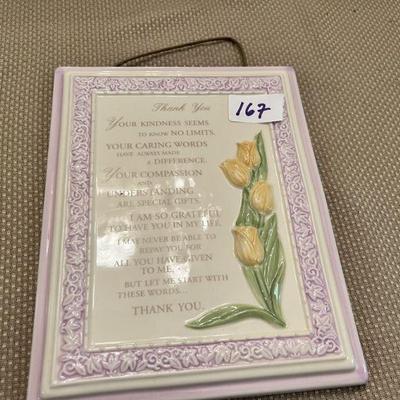 Thank You
167
YOUR KINDNESS SEEMS
TO KNOW NO LIMITS.
YOUR CARING WORDS
HAVE ALWAYS MADE
A DIFFERENCE.
YOUR COMPASSION
AND
UNDERSTANDING
ARE SPECIAL GIFTS.
I AM SO GRATEFUL
TO HAVE YOU IN MY LIFE.
I MAY NEVER BE ABLE TO
REPAY YOU FOR
ALL YOU HAVE GIVEN
TO ME,
BUT LET ME START WITH
THESE WORDS...
THANK YOU.